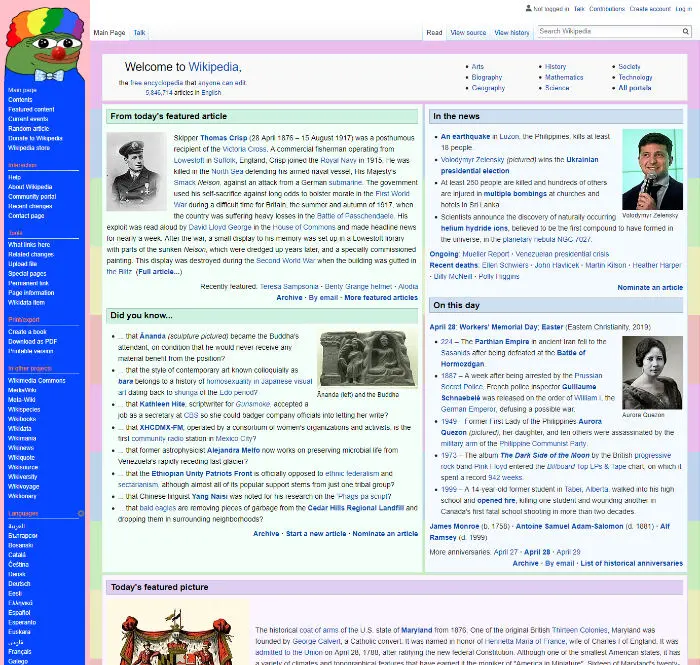 Not logged in Talk Contributions Create account Log in
Main Page Talk
Read View source View history
Search Wikipedia
Main page
Contents
Featured content
Current events
Random article
Donate to Wikipedia
Wikipedia store
Interaction
Help
About Wikipedia
Community portal
Recent changes
Contact page
Tools
What links here
Related changes
Upload file
Special pages
Permanent link
Page information
Wikidata item
Print/export
Create a book
Download as PDF
Printable version
In other projects
Wikimedia Commons
MediaWiki
Meta-Wiki
Wikispecies
Wikibooks
Wikidata
Wikimania
Wikinews
Wikiquote
Wikisource
Wikiversity
Wikivoyage
Wiktionary
Languages
العربية
Български
Bosanski
Català
Čeština
Dansk
Deutsch
Eesti
Ελληνικά
Español
Esperanto
Euskara
فارسی
Français
Galego
Welcome to Wikipedia,
the free encyclopedia that anyone can edit.
5,846,714 articles in English
Arts
Biography
Geography
History
Mathematics
Science
Society
Technology
All portals
From today's featured article
Skipper Thomas Crisp (28 April 1876 – 15 August 1917) was a posthumous
recipient of the Victoria Cross. A commercial fisherman operating from
Lowestoft in Suffolk, England, Crisp joined the Royal Navy in 1915. He was
killed in the North Sea defending his armed naval vessel, His Majesty's
Smack Nelson, against an attack from a German submarine. The government
used his self-sacrifice against long odds to bolster morale in the First World
War during a difficult time for Britain, the summer and autumn of 1917, when
the country was suffering heavy losses in the Battle of Passchendaele. His
exploit was read aloud by David Lloyd George in the House of Commons and made headline news
for nearly a week. After the war, a small display to his memory was set up in a Lowestoft library
with parts of the sunken Nelson, which were dredged up years later, and a specially commissioned
painting. This display was destroyed during the Second World War when the building was gutted in
the Blitz. (Full article...)
Recently featured: Teresa Sampsonia · Benty Grange helmet · Alodia
Archive · By email · More featured articles
Did you know...
... that Ānanda (sculpture pictured) became the Buddha's
attendant, on condition that he would never receive any
material benefit from the position?
... that the style of contemporary art known colloquially as
bara belongs to a history of homosexuality in Japanese visual
art dating back to shunga of the Edo period?
... that Kathleen Hite, scriptwriter for Gunsmoke, accepted a
job as a secretary at CBS so she could badger company officials into letting her write?
... that XHCDMX-FM, operated by a consortium of women's organizations and activists, is the
first community radio station in Mexico City?
... that former astrophysicist Alejandra Melfo now works on preserving microbial life from
Venezuela's rapidly receding last glacier?
... that the Ethiopian Unity Patriots Front is officially opposed to ethnic federalism and
sectarianism, although almost all of its popular support stems from just one tribal group?
... that Chinese linguist Yang Naisi was noted for his research on the 'Phags-pa script?
... that bald eagles are removing pieces of garbage from the Cedar Hills Regional Landfill and
dropping them in surrounding neighborhoods?
Ānanda (left) and the Buddha
Archive · Start a new article · Nominate an article
In the news
An earthquake in Luzon, the Philippines, kills at least
18 people.
Volodymyr Zelensky (pictured) wins the Ukrainian
presidential election.
At least 250 people are killed and hundreds of others
are injured in multiple bombings at churches and
hotels in Sri Lanka.
Scientists announce the discovery of naturally occurring
helium hydride ions, believed to be the first compound to have formed in
the universe, in the planetary nebula NGC 7027.
Volodymyr Zelensky
Ongoing: Mueller Report · Venezuelan presidential crisis
Recent deaths: Ellen Schwiers · John Havlicek · Martin Kilson · Heather Harper
· Billy McNeill · Polly Higgins
Nominate an article
On this day
April 28: Workers' Memorial Day; Easter (Eastern Christianity, 2019)
224 – The Parthian Empire in ancient Iran fell to the
Sasanids after being defeated at the Battle of
Hormozdgan.
1887 – A week after being arrested by the Prussian
Secret Police, French police inspector Guillaume
Schnaebelé was released on the order of William I, the
German Emperor, defusing a possible war.
1949 – Former First Lady of the Philippines Aurora
Quezon (pictured), her daughter, and ten others were assassinated by the
military arm of the Philippine Communist Party.
1973 – The album The Dark Side of the Moon by the British progressive
rock band Pink Floyd entered the Billboard Top LPs & Tape chart, on which it
spent a record 942 weeks.
1999 – A 14-year-old former student in Taber, Alberta, walked into his high
school and opened fire, killing one student and wounding another in
Canada's first fatal school shooting in more than two decades.
Aurora Quezon
James Monroe (b. 1758) · Antoine Samuel Adam-Salomon (d. 1881) · Alf
Ramsey (d. 1999)
More anniversaries: April 27 · April 28 · April 29
Archive · By email · List of historical anniversaries
Today's featured picture
The historical coat of arms of the U.S. state of Maryland from 1876. One of the original British Thirteen Colonies, Maryland was
founded by George Calvert, a Catholic convert. It was named in honor of Henrietta Maria of France, wife of Charles I of England. It was
admitted to the Union on April 28, 1788, after ratifying the new federal Constitution. Although one of the smallest American states, it has
a variety of climates and topographical features that have earned it the moniker of "America in Miniature". Sixteen of Maryland's twenty-